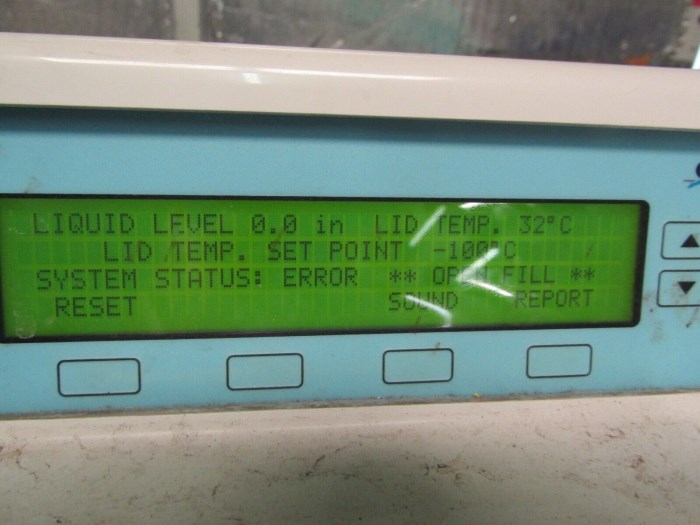 LIQUID LEVEL 0.0 in LID TEMP. 32°C
LID TEMP. SET POINT -100°C
SYSTEM STATUS: ERROR ** OPEN FILL **
RESET SOUND REPORT